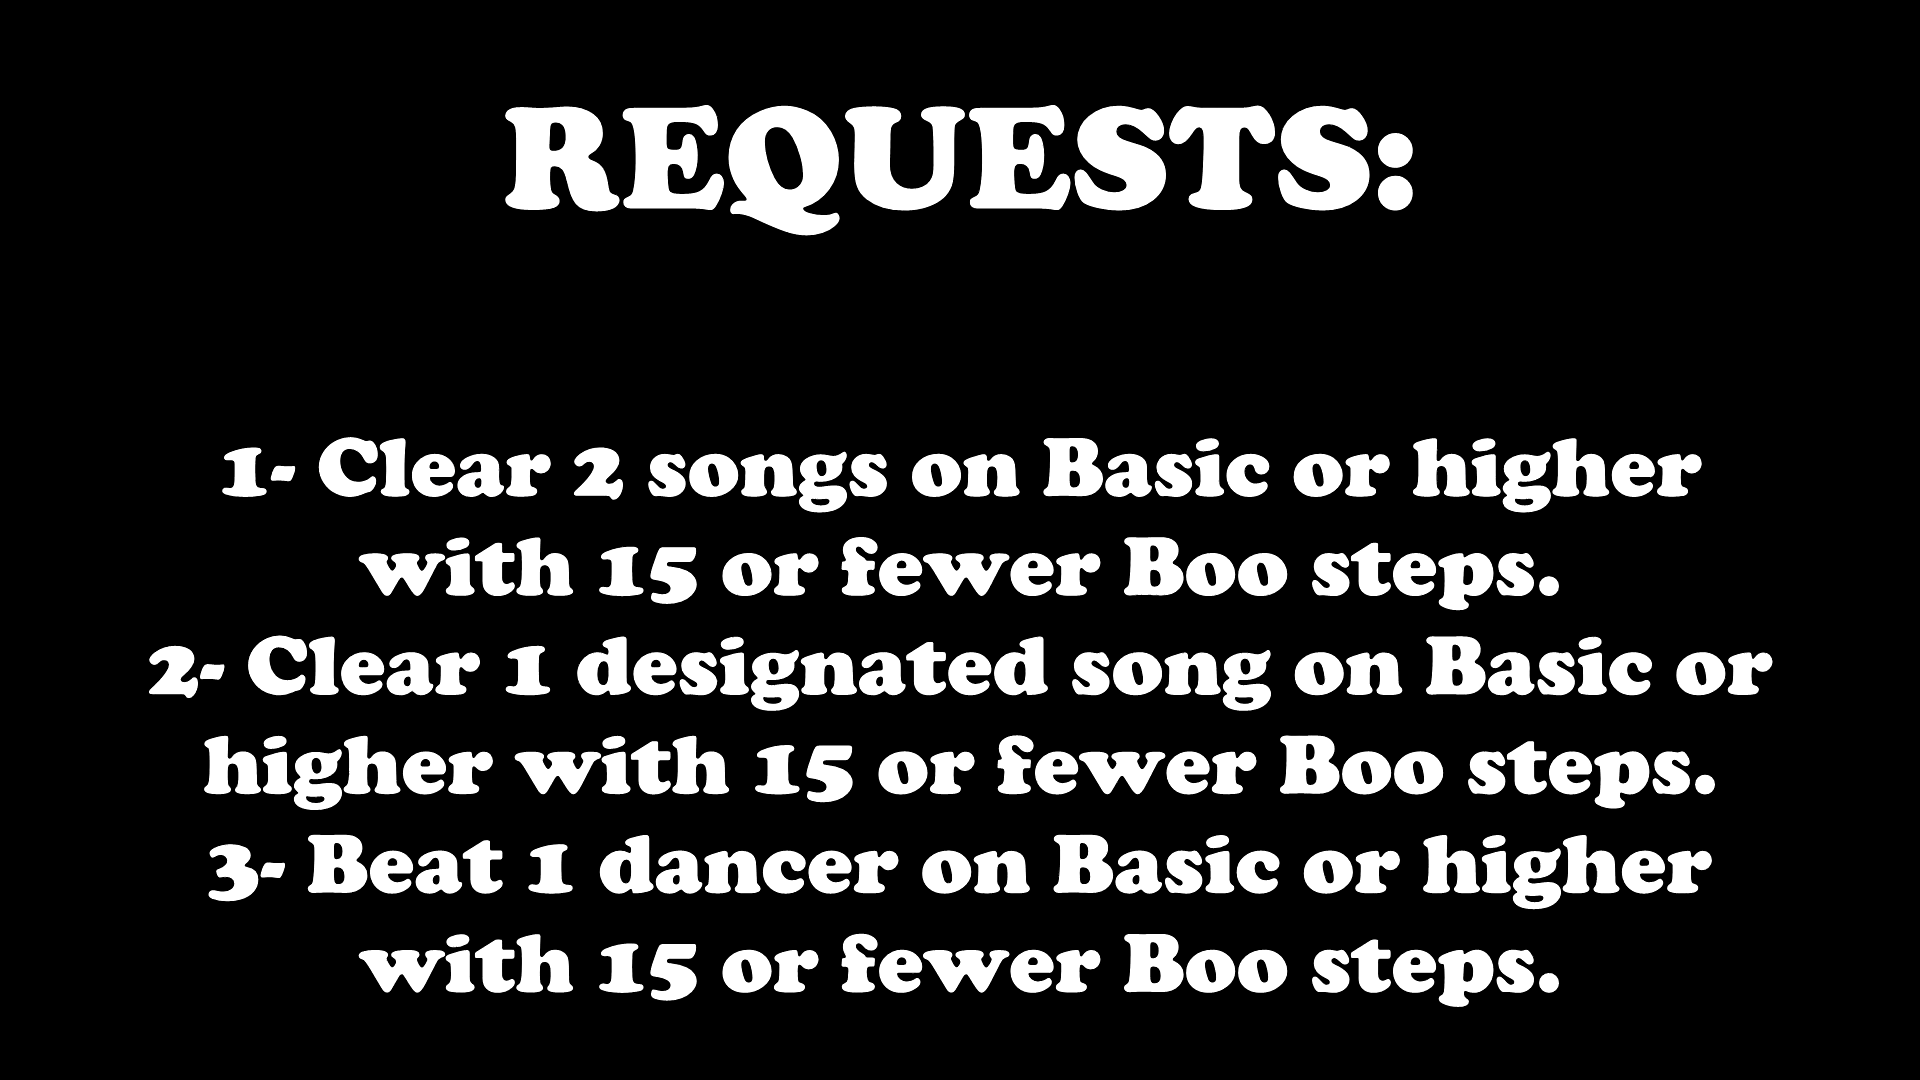 REQUESTS:
1- Clear 2 songs on Basic or higher
with 15 or fewer Boo steps.
2- Clear 1 designated song on Basic or
higher with 15 or fewer Boo steps.
3- Beat 1 dancer on Basic or higher
with 15 or fewer Boo steps.